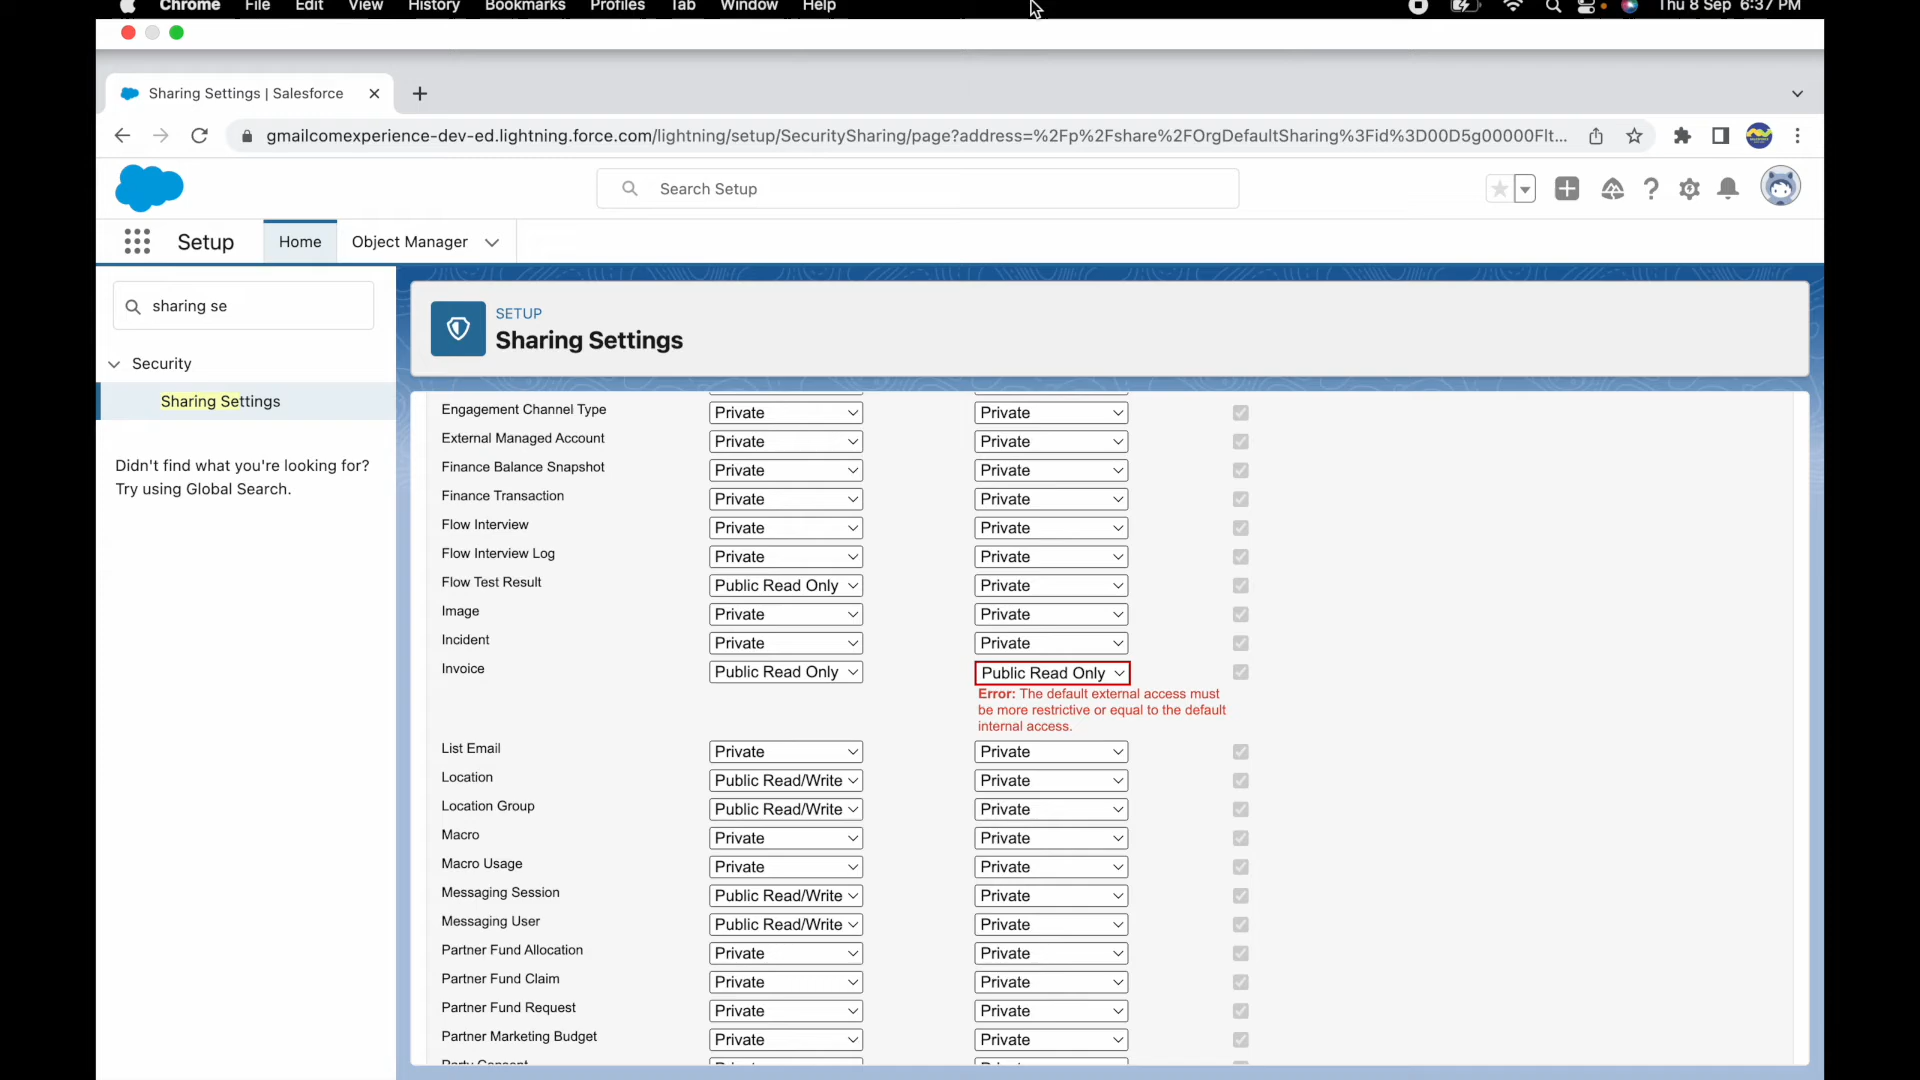 Chrome File Edit View History Bookmarks Profiles Tab Window Help Thu 8 Sep 6:37 PM
Sharing Settings | Salesforce
gmailcomexperience-dev-ed.lightning.force.com/lightning/setup/SecuritySharing/page?address=%2Fp%2Fshare%2FOrgDefaultSharing%3Fid%3D00D5g00000Flt...
Search Setup
Setup Home Object Manager
sharing se
SETUP
Sharing Settings
Security
Sharing Settings
Didn't find what you're looking for?
Try using Global Search.
Engagement Channel Type Private Private
External Managed Account Private Private
Finance Balance Snapshot Private Private
Finance Transaction Private Private
Flow Interview Private Private
Flow Interview Log Private Private
Flow Test Result Public Read Only Private
Image Private Private
Incident Private Private
Invoice Public Read Only Public Read Only
Error: The default external access must
be more restrictive or equal to the default
internal access.
List Email Private Private
Location Public Read/Write Private
Location Group Public Read/Write Private
Macro Private Private
Macro Usage Private Private
Messaging Session Public Read/Write Private
Messaging User Public Read/Write Private
Partner Fund Allocation Private Private
Partner Fund Claim Private Private
Partner Fund Request Private Private
Partner Marketing Budget Private Private
Party Consent